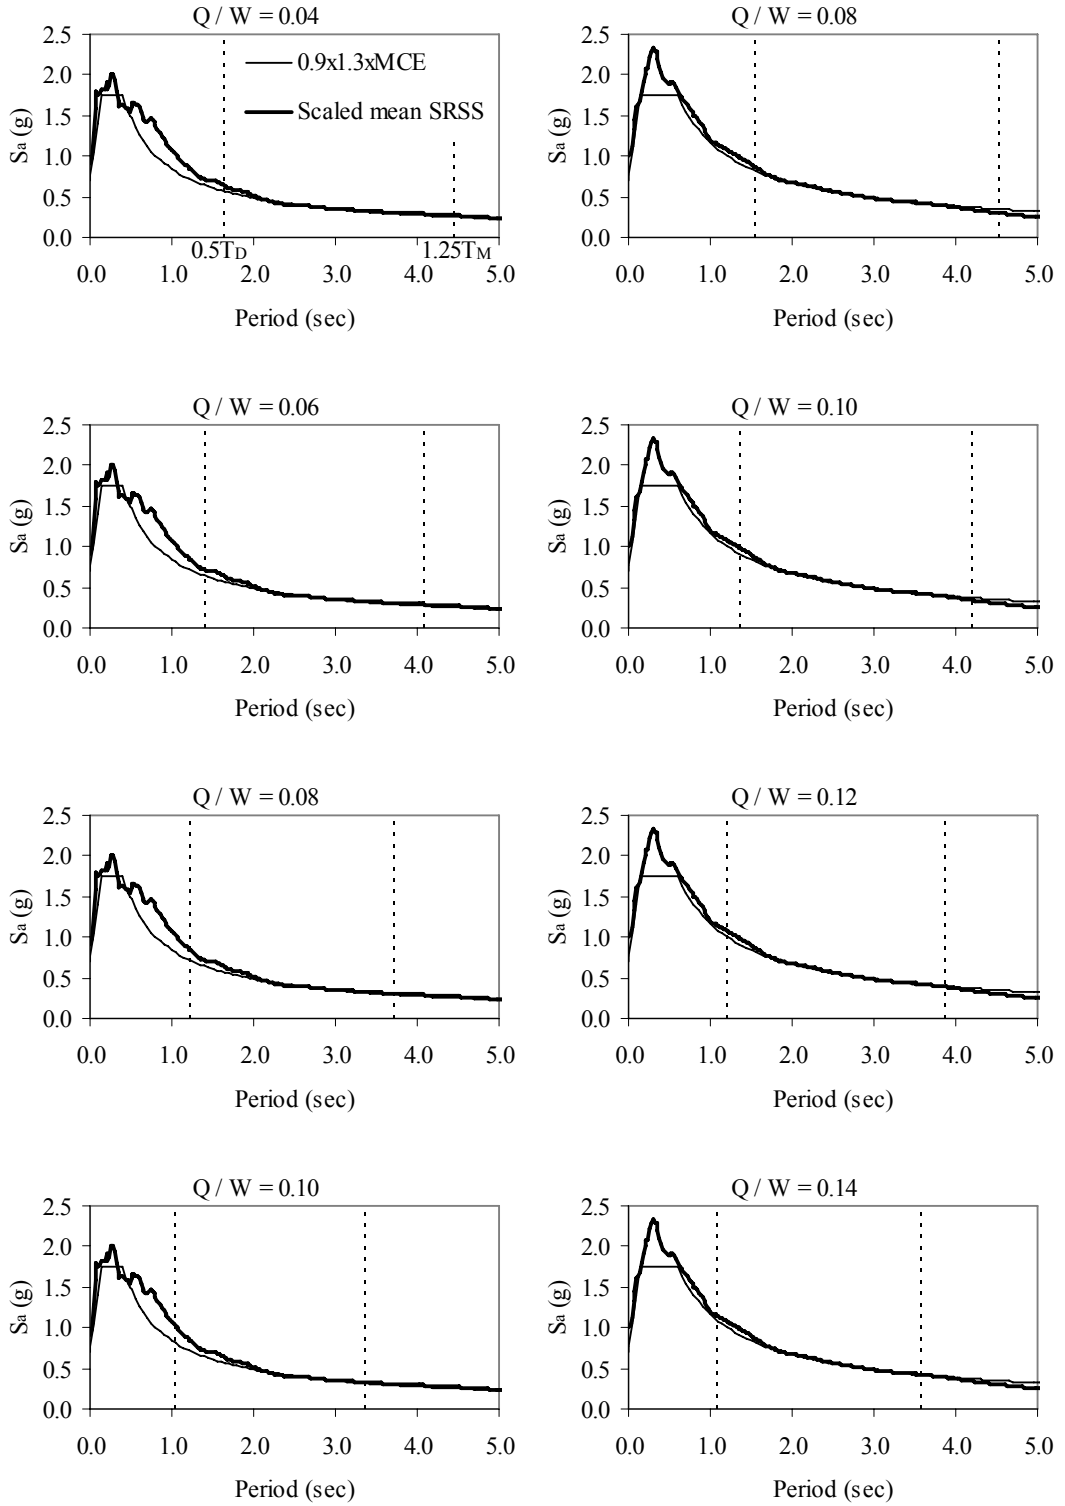 Q / W = 0.04
2.5
2.0
1.5
1.0
0.5
0.0
Sa (g)
0.9x1.3xMCE
Scaled mean SRSS
0.5TD
1.25TM
0.0 1.0 2.0 3.0 4.0 5.0
Period (sec)
Q / W = 0.08
2.5
2.0
1.5
1.0
0.5
0.0
Sa (g)
0.0 1.0 2.0 3.0 4.0 5.0
Period (sec)
Q / W = 0.06
2.5
2.0
1.5
1.0
0.5
0.0
Sa (g)
0.0 1.0 2.0 3.0 4.0 5.0
Period (sec)
Q / W = 0.10
2.5
2.0
1.5
1.0
0.5
0.0
Sa (g)
0.0 1.0 2.0 3.0 4.0 5.0
Period (sec)
Q / W = 0.08
2.5
2.0
1.5
1.0
0.5
0.0
Sa (g)
0.0 1.0 2.0 3.0 4.0 5.0
Period (sec)
Q / W = 0.12
2.5
2.0
1.5
1.0
0.5
0.0
Sa (g)
0.0 1.0 2.0 3.0 4.0 5.0
Period (sec)
Q / W = 0.10
2.5
2.0
1.5
1.0
0.5
0.0
Sa (g)
0.0 1.0 2.0 3.0 4.0 5.0
Period (sec)
Q / W = 0.14
2.5
2.0
1.5
1.0
0.5
0.0
Sa (g)
0.0 1.0 2.0 3.0 4.0 5.0
Period (sec)